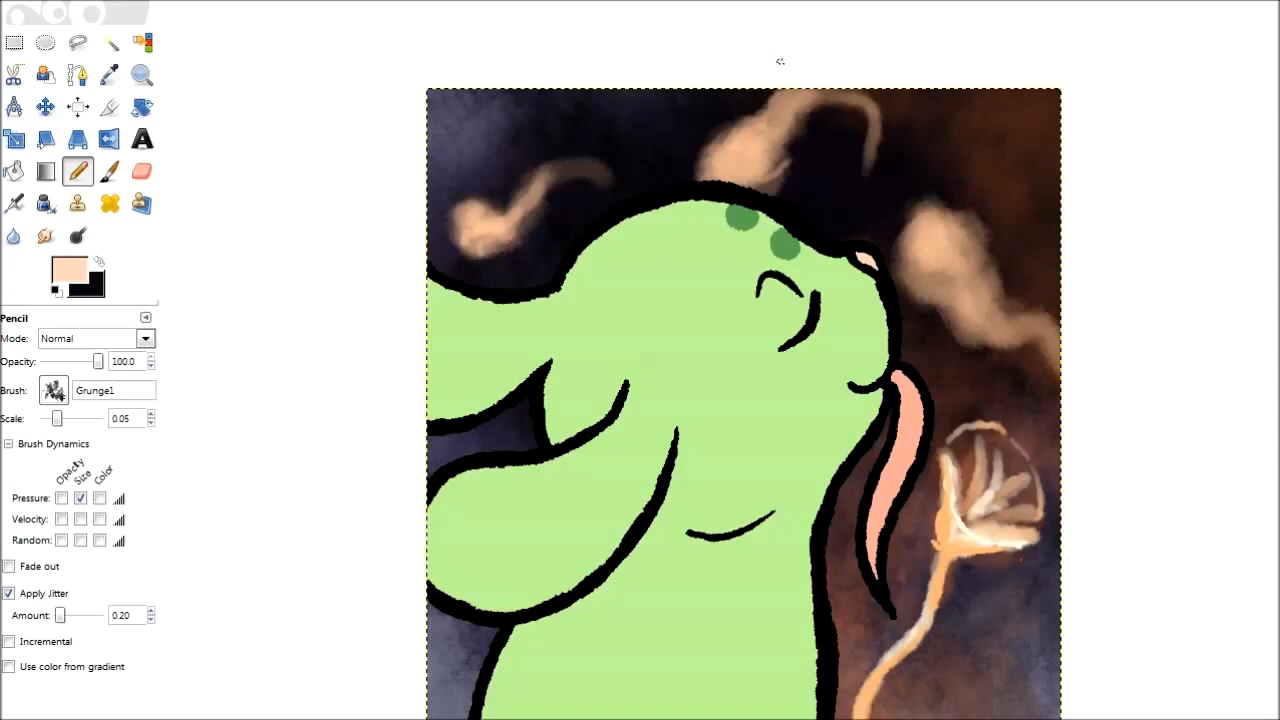 Pencil
Mode: Normal
Opacity: 100.0
Brush: Grunge1
Scale: 0.05
Brush Dynamics
Opacity Size Color
Pressure:
Velocity:
Random:
Fade out
Apply Jitter
Amount: 0.20
Incremental
Use color from gradient